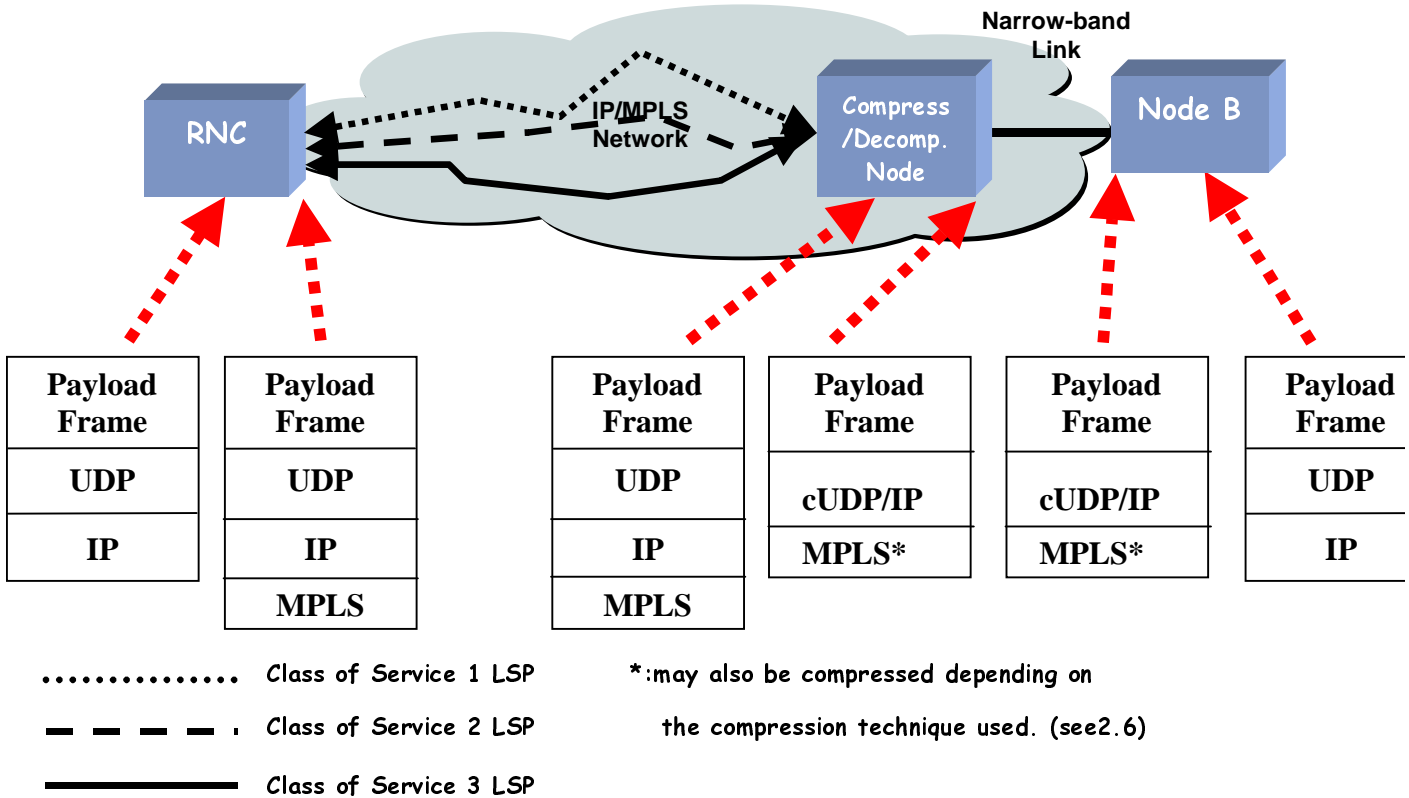 Narrow-band
Link
RNC
IP/MPLS
Network
Compress
/Decomp.
Node
Node B
Payload
Frame
UDP
IP
Payload
Frame
UDP
IP
MPLS
Payload
Frame
UDP
IP
MPLS
Payload
Frame
cUDP/IP
MPLS*
Payload
Frame
cUDP/IP
MPLS*
Payload
Frame
UDP
IP
Class of Service 1 LSP
Class of Service 2 LSP
Class of Service 3 LSP
*:may also be compressed depending on
the compression technique used. (see2.6)